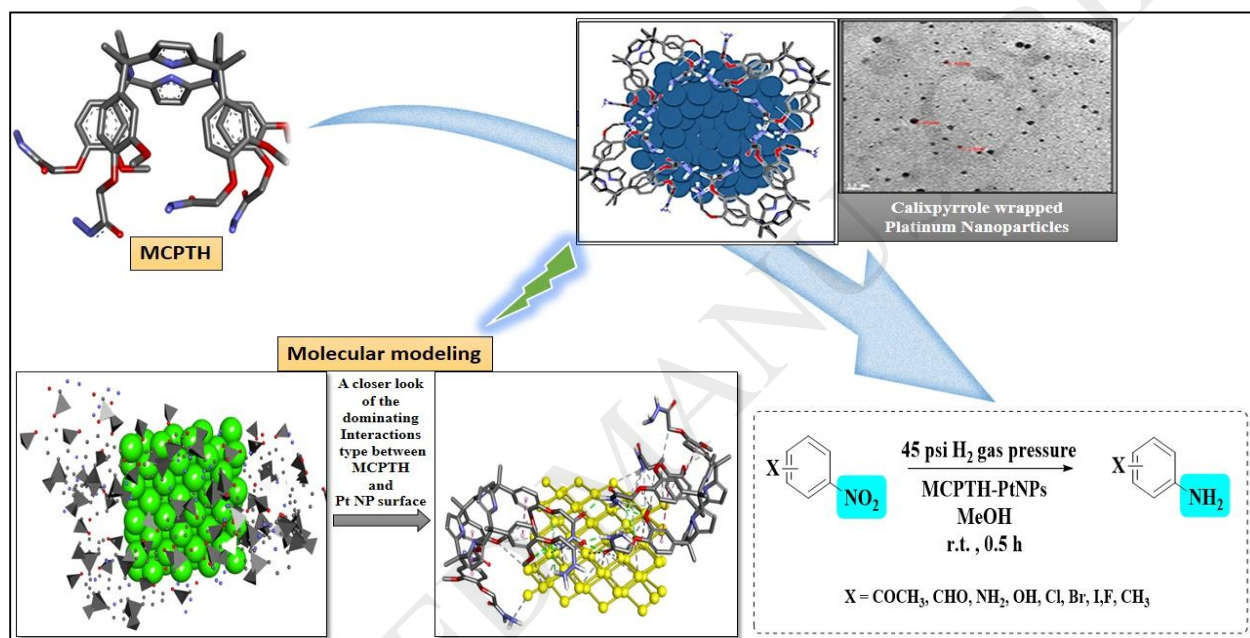 MCPTH
Calixpyrrole wrapped
Platinum Nanoparticles
Molecular modeling
A closer look
of the
dominating
Interactions
type between
MCPTH
and
Pt NP surface
X
NO₂
45 psi H₂ gas pressure
MCPTH-PtNPs
MeOH
r.t. , 0.5 h
X
NH₂
X = COCH₃, CHO, NH₂, OH, Cl, Br, I,F, CH₃